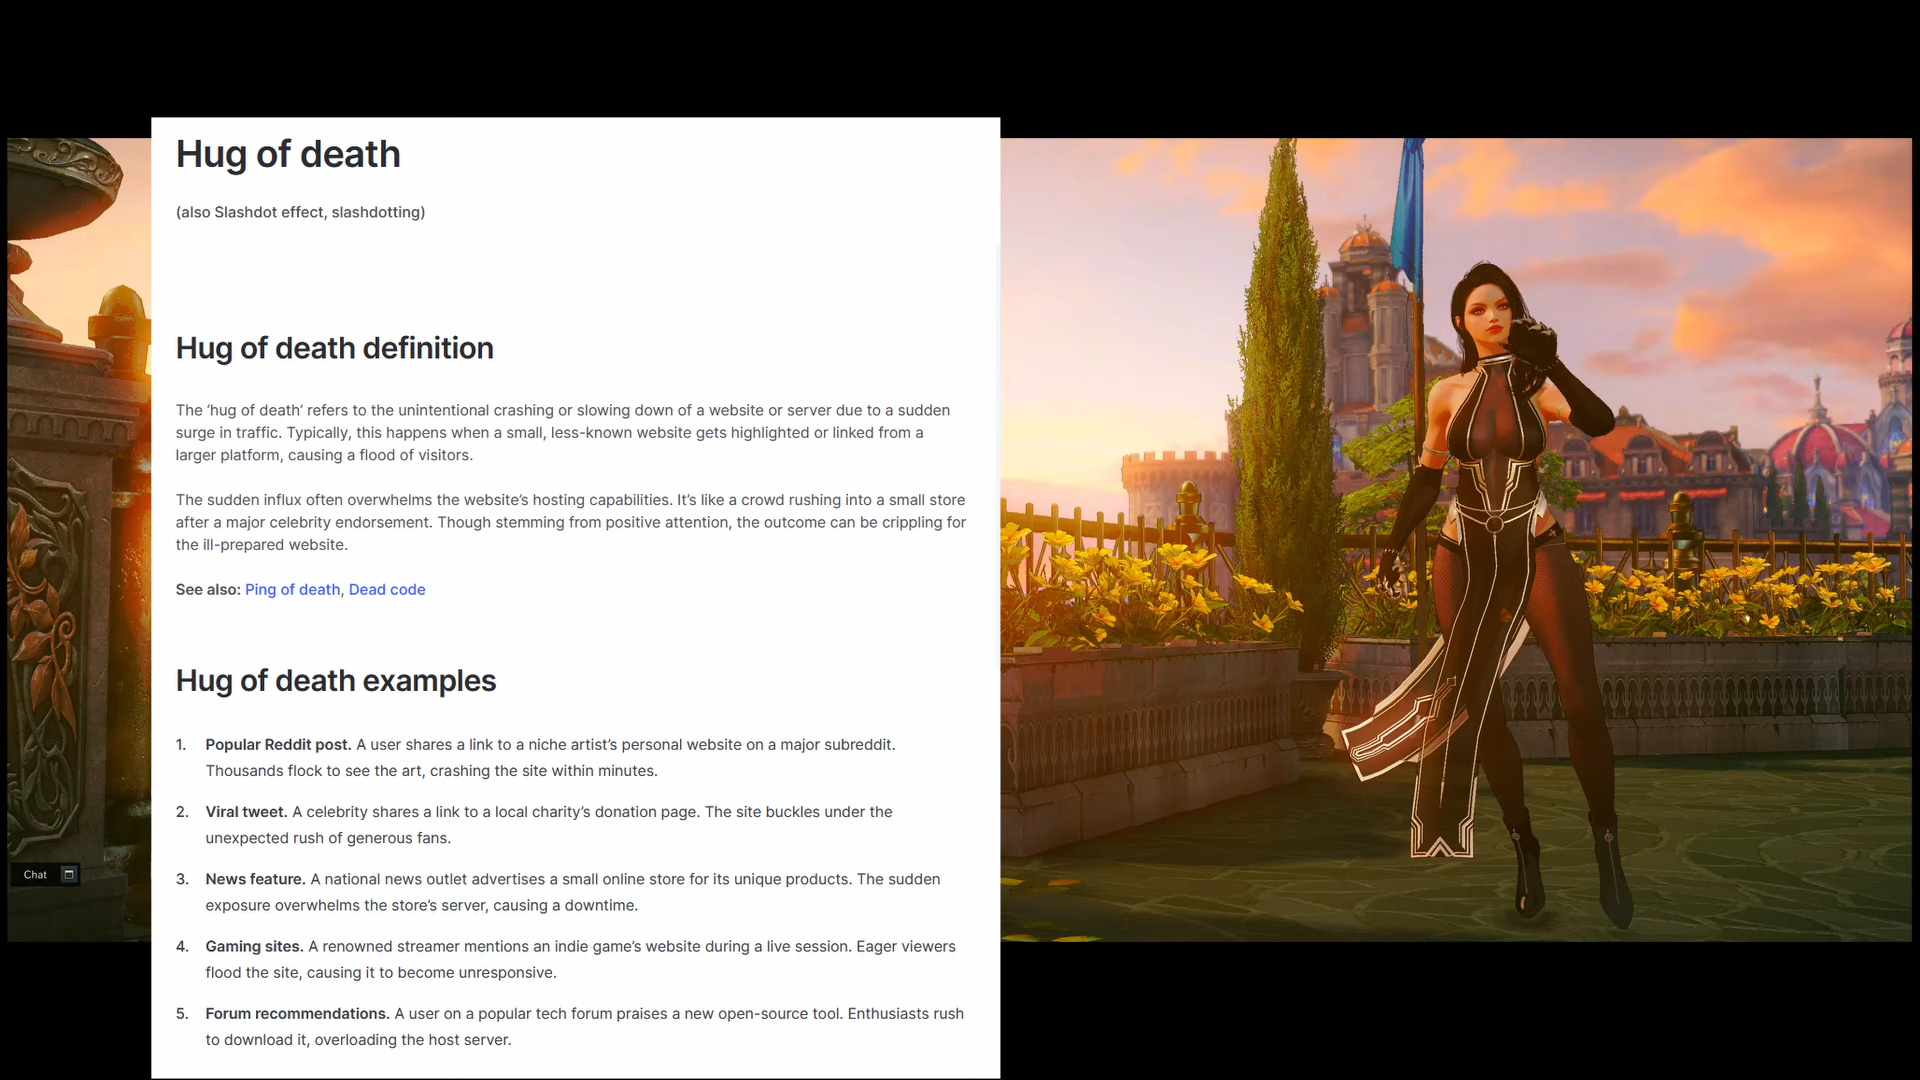 Hug of death
(also Slashdot effect, slashdotting)
Hug of death definition
The ‘hug of death’ refers to the unintentional crashing or slowing down of a website or server due to a sudden
surge in traffic. Typically, this happens when a small, less-known website gets highlighted or linked from a
larger platform, causing a flood of visitors.
The sudden influx often overwhelms the website’s hosting capabilities. It’s like a crowd rushing into a small store
after a major celebrity endorsement. Though stemming from positive attention, the outcome can be crippling for
the ill-prepared website.
See also: Ping of death, Dead code
Hug of death examples
1. Popular Reddit post. A user shares a link to a niche artist’s personal website on a major subreddit.
Thousands flock to see the art, crashing the site within minutes.
2. Viral tweet. A celebrity shares a link to a local charity’s donation page. The site buckles under the
unexpected rush of generous fans.
3. News feature. A national news outlet advertises a small online store for its unique products. The sudden
exposure overwhelms the store’s server, causing a downtime.
4. Gaming sites. A renowned streamer mentions an indie game’s website during a live session. Eager viewers
flood the site, causing it to become unresponsive.
5. Forum recommendations. A user on a popular tech forum praises a new open-source tool. Enthusiasts rush
to download it, overloading the host server.
Chat